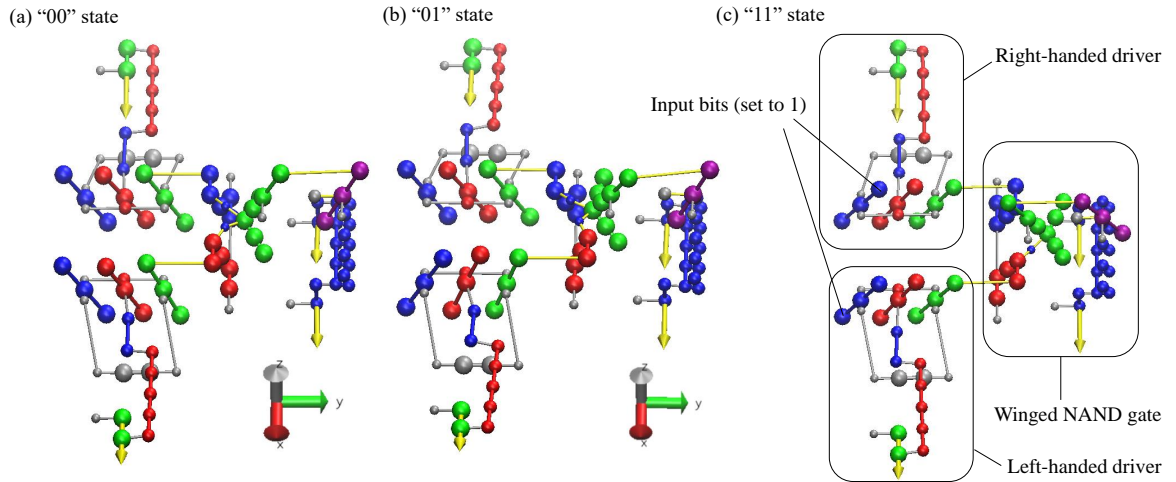 (a) “00” state
(b) “01” state
(c) “11” state
Right-handed driver
Input bits (set to 1)
z
y
x
z
y
x
Winged NAND gate
Left-handed driver